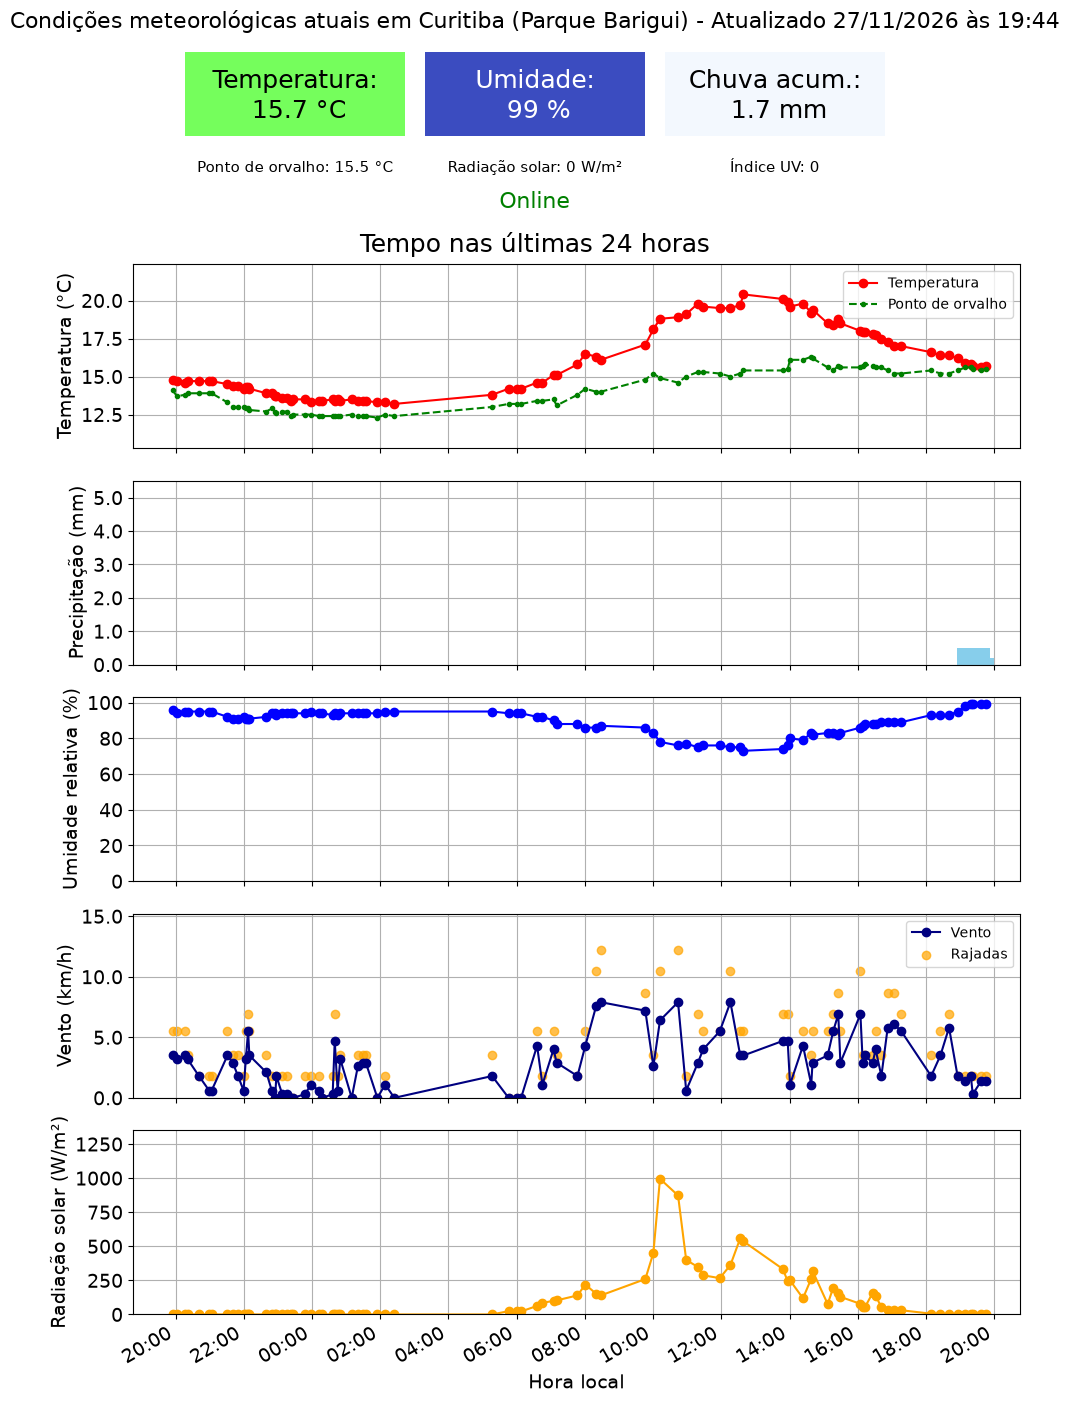 Condições meteorológicas atuais em Curitiba (Parque Barigui) - Atualizado 27/11/2026 às 19:44
Temperatura:
15.7 °C
Umidade:
99 %
Chuva acum.:
1.7 mm
Ponto de orvalho: 15.5 °C
Radiação solar: 0 W/m²
Índice UV: 0
Online
Tempo nas últimas 24 horas
Temperatura (°C)
20.0
17.5
15.0
12.5
Temperatura
Ponto de orvalho
Precipitação (mm)
5.0
4.0
3.0
2.0
1.0
0.0
Umidade relativa (%)
100
80
60
40
20
0
Vento (km/h)
15.0
10.0
5.0
0.0
Vento
Rajadas
Radiação solar (W/m²)
1250
1000
750
500
250
0
20:00
22:00
00:00
02:00
04:00
06:00
08:00
10:00
12:00
14:00
16:00
18:00
20:00
Hora local